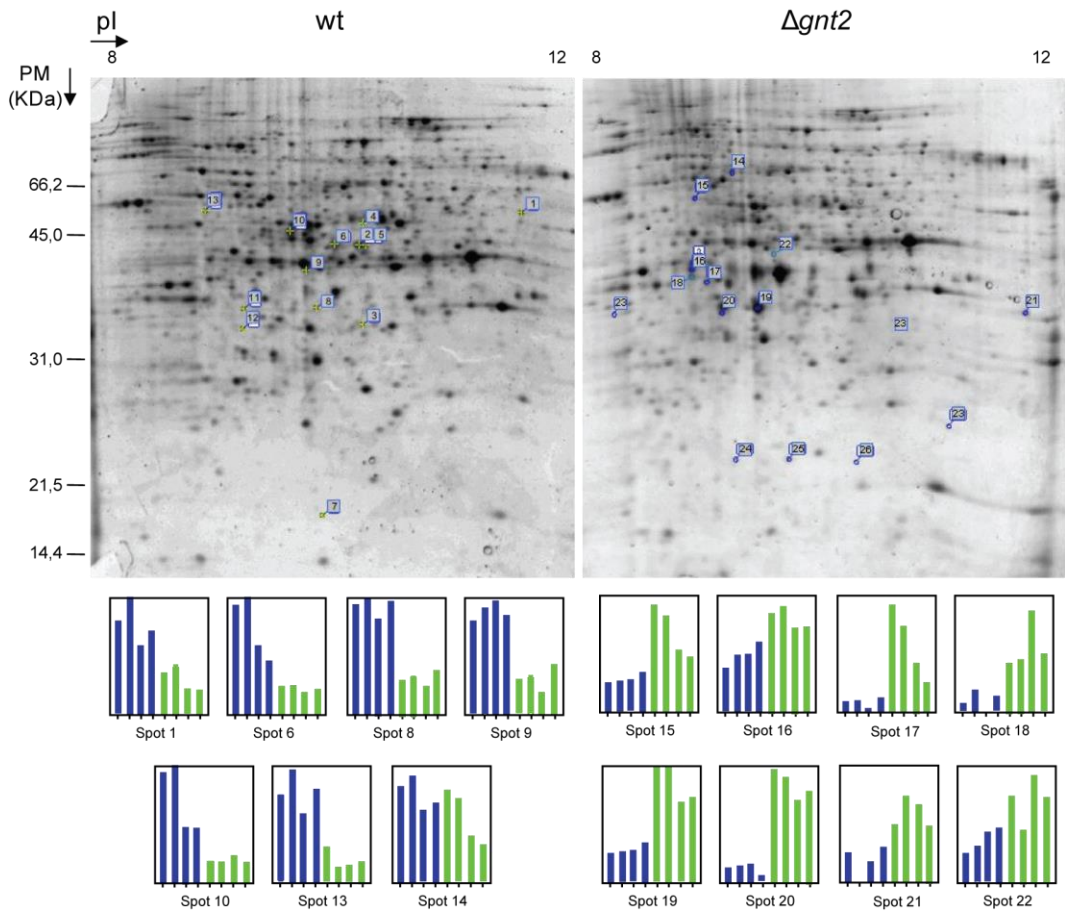 pI
wt
Δgnt2
8
12
8
12
PM
(KDa)
66,2
45,0
31,0
21,5
14,4
13
1
10
4
6
2
5
9
11
8
12
3
7
14
15
22
16
17
18
23
20
19
21
23
23
24
25
26
Spot 1
Spot 6
Spot 8
Spot 9
Spot 15
Spot 16
Spot 17
Spot 18
Spot 10
Spot 13
Spot 14
Spot 19
Spot 20
Spot 21
Spot 22